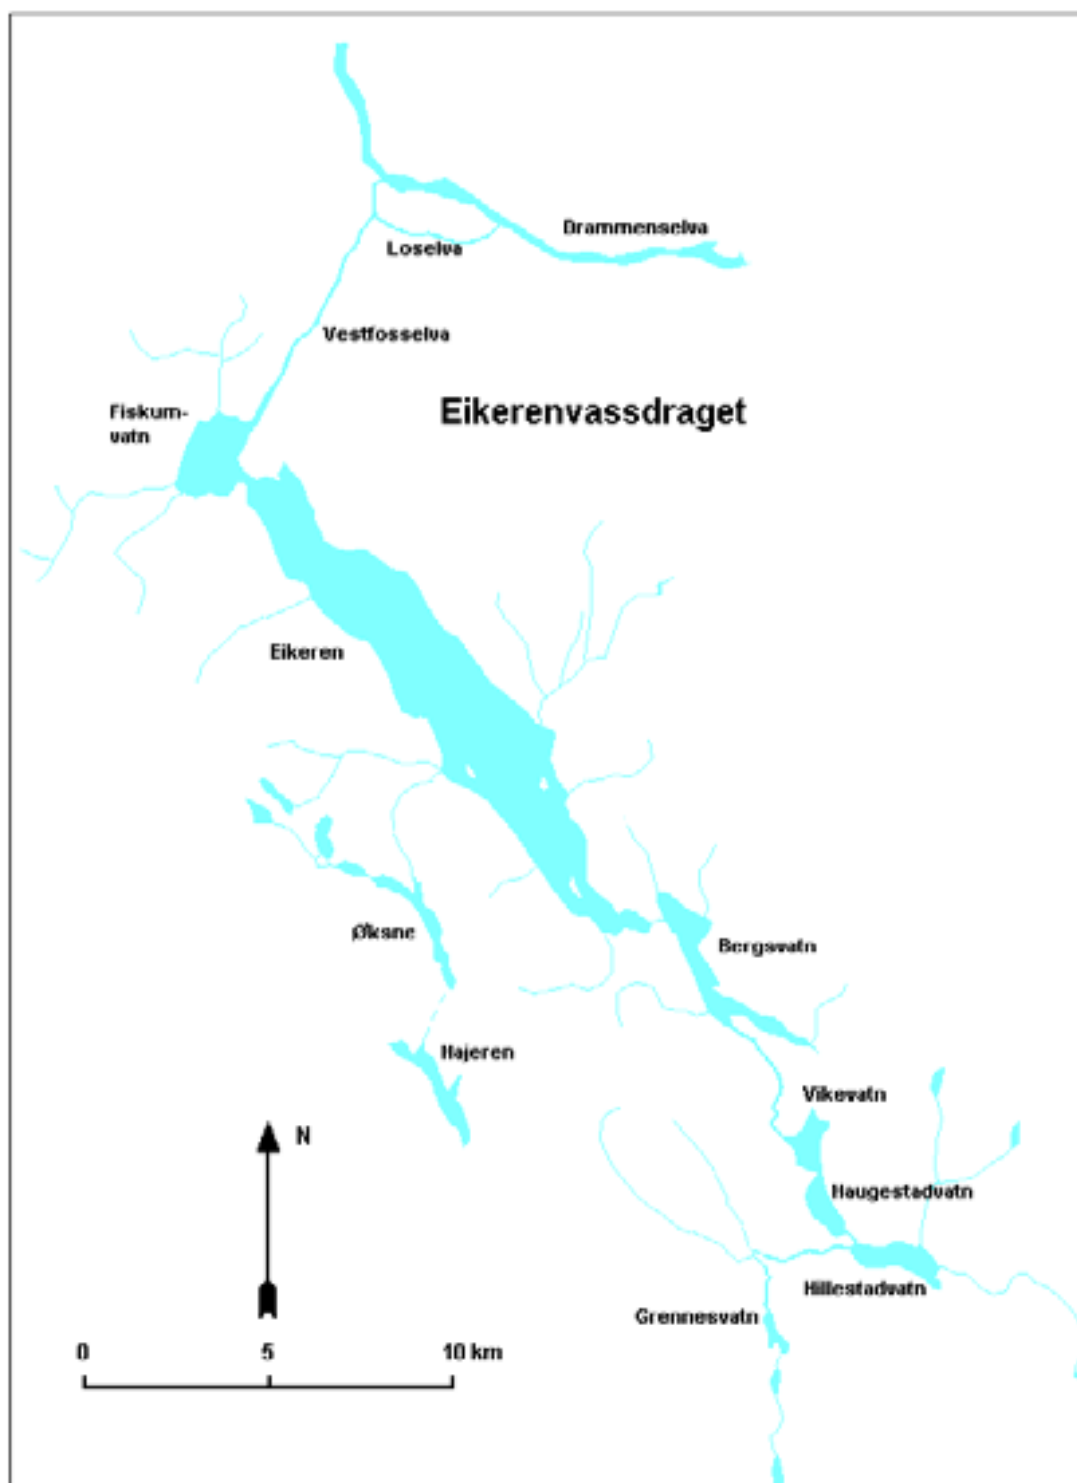 Drammenselva
Loselva
Vestfosselva
Fiskum-
vatn
Eikerenvassdraget
Eikeren
Øksne
Bergsvatn
Hajeren
Vikevatn
N
Haugestadvatn
Hillestadvatn
Grennesvatn
0 5 10 km